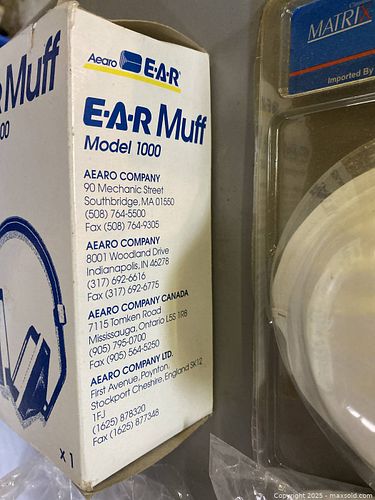 Muff
00
x 1
Aearo E·A·R
E·A·R Muff
Model 1000
AEARO COMPANY
90 Mechanic Street
Southbridge, MA 01550
(508) 764-5500
Fax (508) 764-9305
AEARO COMPANY
8001 Woodland Drive
Indianapolis, IN 46278
(317) 692-6616
Fax (317) 692-6775
AEARO COMPANY CANADA
7115 Tomken Road
Mississauga, Ontario L5S 1R8
(905) 795-0700
Fax (905) 564-5250
AEARO COMPANY LTD.
First Avenue, Poynton,
Stockport Cheshire, England SK12
1FJ
(1625) 878320
Fax (1625) 877348
MATRIX
Imported By
Copyright 2025 - maxsold.com